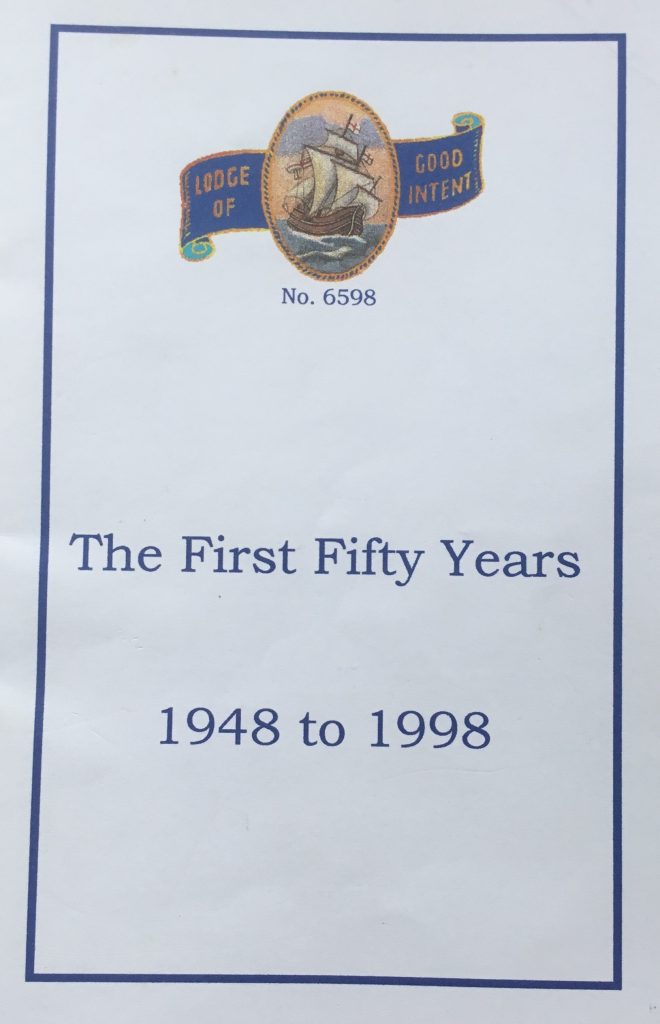 LODGE OF
GOOD INTENT
No. 6598
The First Fifty Years
1948 to 1998